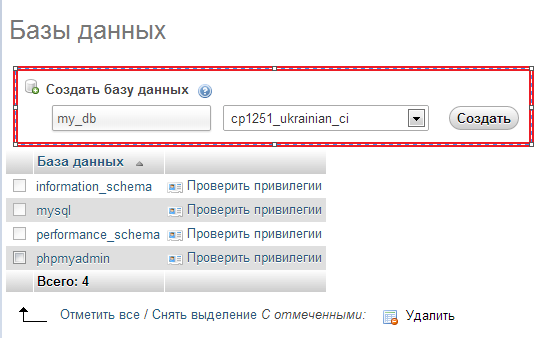 Базы данных
Создать базу данных
my_db cp1251_ukrainian_ci Создать
База данных
information_schema Проверить привилегии
mysql Проверить привилегии
performance_schema Проверить привилегии
phpmyadmin Проверить привилегии
Всего: 4
Отметить все / Снять выделение С отмеченными: Удалить